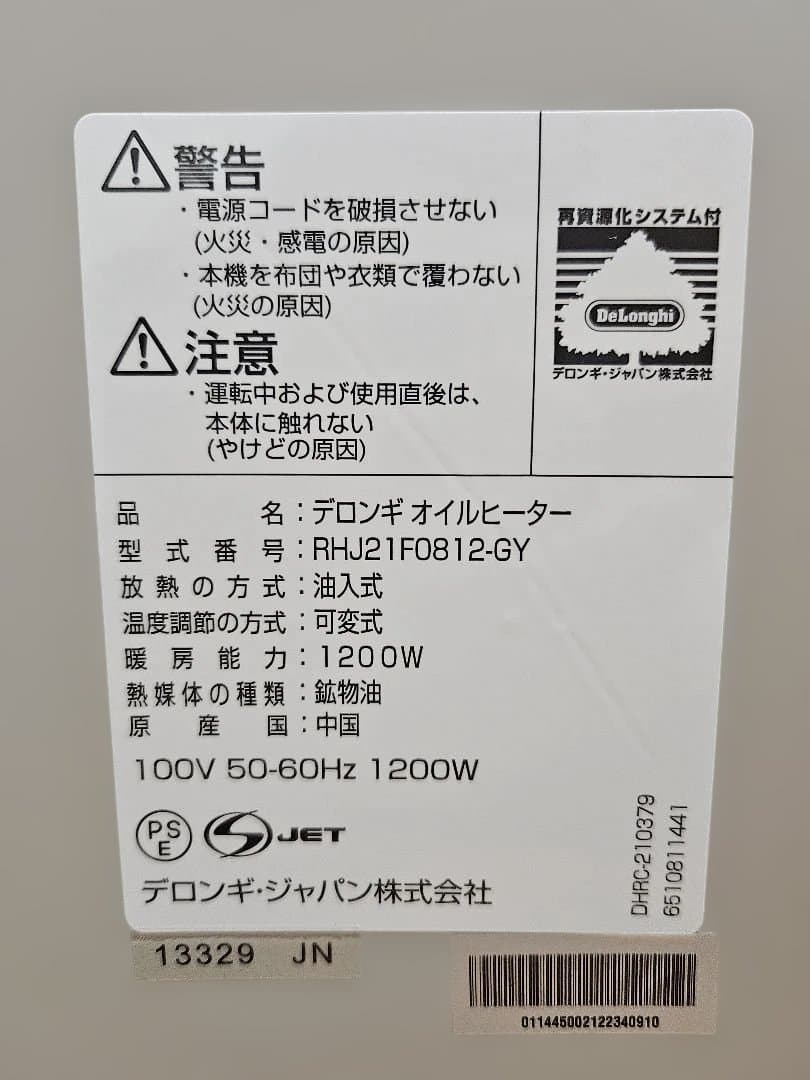 警告
・電源コードを破損させない
(火災・感電の原因)
・本機を布団や衣類で覆わない
(火災の原因)
注意
・運転中および使用直後は、
本体に触れない
(やけどの原因)
再資源化システム付
DeLonghi
デロンギ・ジャパン株式会社
品名：デロンギ オイルヒーター
型式番号：RHJ21F0812-GY
放熱の方式：油入式
温度調節の方式：可変式
暖房能力：1200W
熱媒体の種類：鉱物油
原産国：中国
100V 50-60Hz 1200W
PS
E
JET
デロンギ・ジャパン株式会社
DHRC-210379
6510811441
13329 JN
011445002122340910